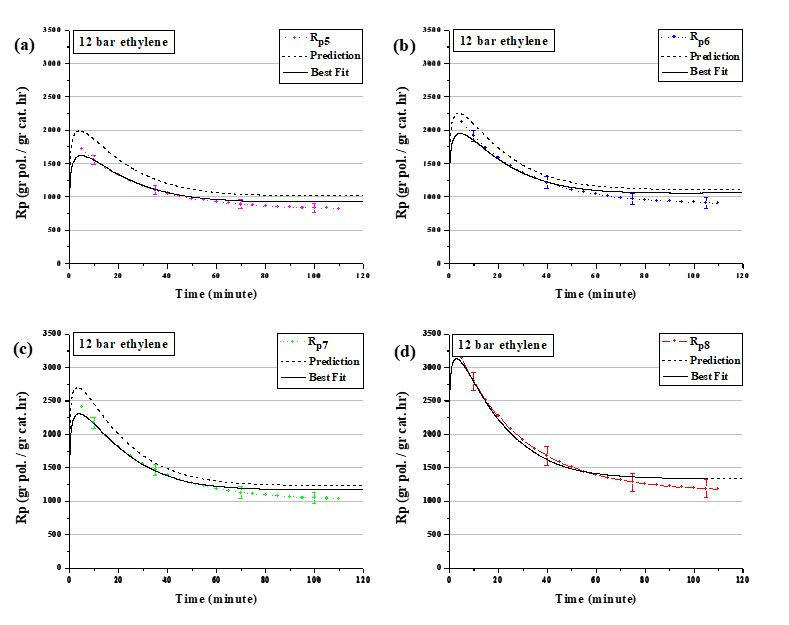 (a)
12 bar ethylene
Rp5
Prediction
Best Fit
3500
3000
2500
2000
1500
1000
500
0
Rp (gr pol. / gr cat. hr)
0 20 40 60 80 100 120
Time (minute)
(b)
12 bar ethylene
Rp6
Prediction
Best Fit
3500
3000
2500
2000
1500
1000
500
0
Rp (gr pol. / gr cat. hr)
0 20 40 60 80 100 120
Time (minute)
(c)
12 bar ethylene
Rp7
Prediction
Best Fit
3500
3000
2500
2000
1500
1000
500
0
Rp (gr pol. / gr cat. hr)
0 20 40 60 80 100 120
Time (minute)
(d)
12 bar ethylene
Rp8
Prediction
Best Fit
3500
3000
2500
2000
1500
1000
500
0
Rp (gr pol. / gr cat. hr)
0 20 40 60 80 100 120
Time (minute)